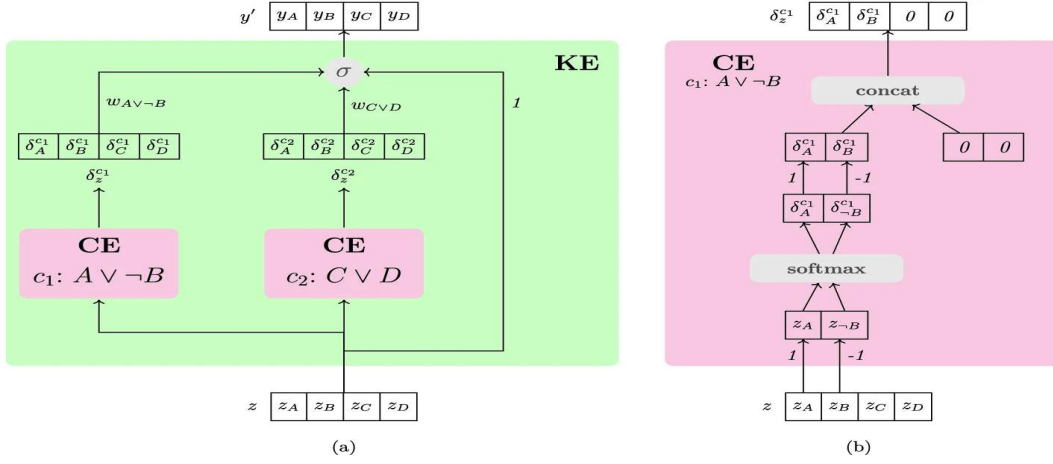 y′ y_A y_B y_C y_D
KE
σ
w_{A∨¬B}
w_{C∨D}
1
δ_A^{c1} δ_B^{c1} δ_C^{c1} δ_D^{c1}
δ_A^{c2} δ_B^{c2} δ_C^{c2} δ_D^{c2}
δ_z^{c1}
δ_z^{c2}
CE
c₁: A ∨ ¬B
CE
c₂: C ∨ D
z z_A z_B z_C z_D
(a)
δ_z^{c1} δ_A^{c1} δ_B^{c1} 0 0
CE
c₁: A ∨ ¬B
concat
δ_A^{c1} δ_B^{c1}
0 0
1 -1
δ_A^{c1} δ_{¬B}^{c1}
softmax
z_A z_{¬B}
1 -1
z z_A z_B z_C z_D
(b)